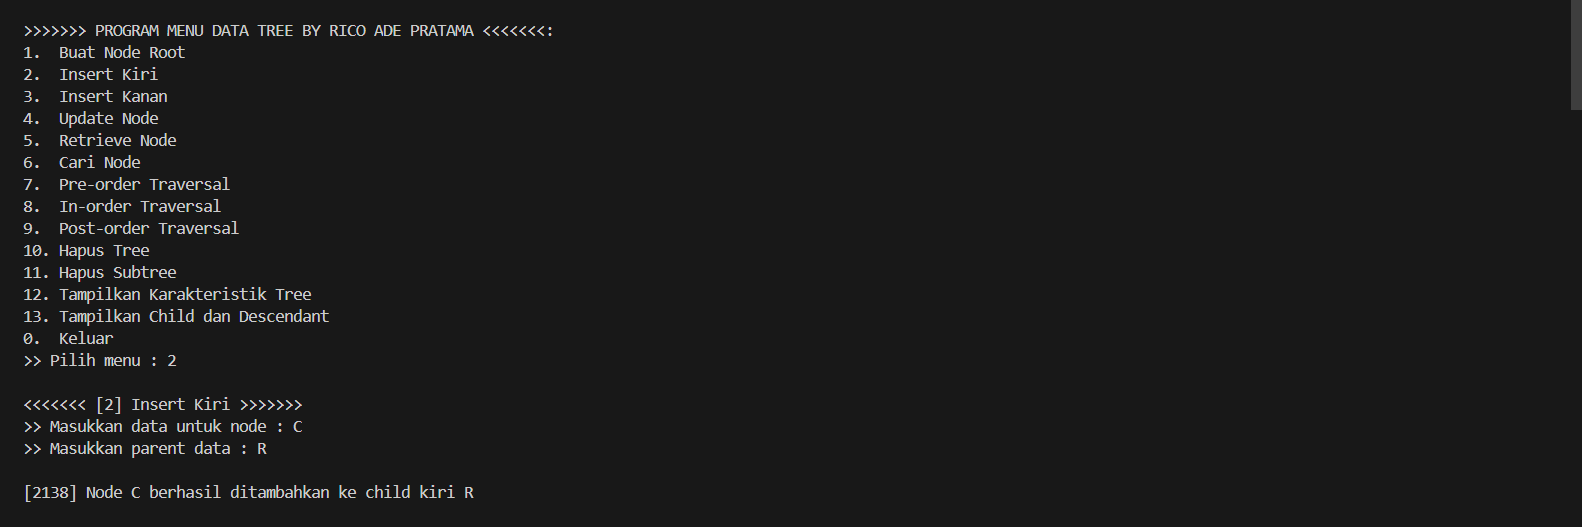 >>>>>>> PROGRAM MENU DATA TREE BY RICO ADE PRATAMA <<<<<<<:
1.  Buat Node Root
2.  Insert Kiri
3.  Insert Kanan
4.  Update Node
5.  Retrieve Node
6.  Cari Node
7.  Pre-order Traversal
8.  In-order Traversal
9.  Post-order Traversal
10. Hapus Tree
11. Hapus Subtree
12. Tampilkan Karakteristik Tree
13. Tampilkan Child dan Descendant
0.  Keluar
>> Pilih menu : 2
<<<<<<< [2] Insert Kiri >>>>>>>
>> Masukkan data untuk node : C
>> Masukkan parent data : R
[2138] Node C berhasil ditambahkan ke child kiri R